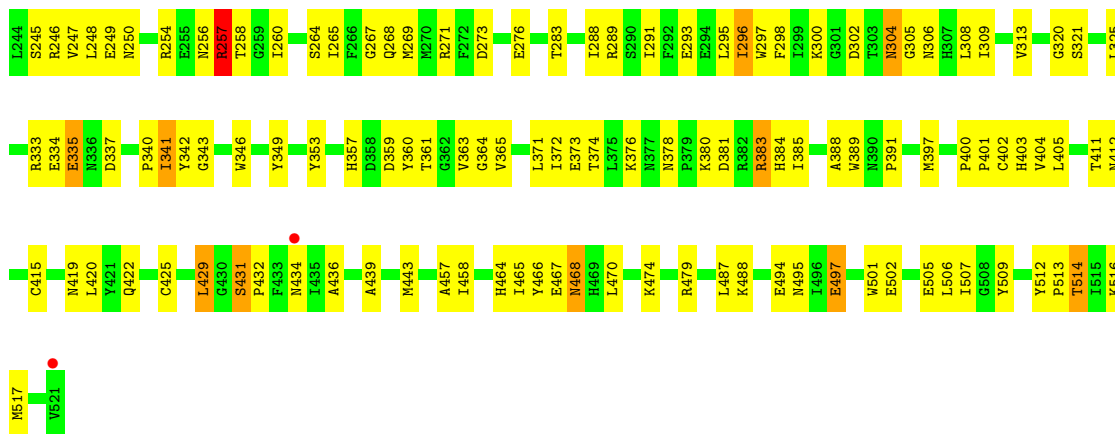 L244 S245 R246 V247 L248 E249 N250 R254 E255 N256 R257 T258 G259 I260 S264 I265 F266 G267 Q268 M269 M270 R271 F272 D273 E276 T283 I288 R289 S290 I291 F292 E293 E294 L295 I296 W297 F298 I299 K300 G301 D302 T303 N304 G305 N306 H307 L308 I309 V313 G320 S321
R333 E334 E335 N336 D337 P340 I341 Y342 G343 W346 Y349 Y353 H357 D358 D359 Y360 T361 G362 V363 G364 V365 L371 I372 E373 T374 L375 K376 N377 N378 P379 K380 D381 R382 R383 H384 I385 A388 W389 N390 P391 M397 P400 P401 C402 H403 V404 L405 T411
C415 N419 L420 Y421 Q422 C425 L429 G430 S431 P432 F433 N434 I435 A436 A439 M443 A457 I458 H464 I465 Y466 E467 N468 H469 L470 K474 R479 L487 K488 E494 N495 I496 E497 W501 E502 E505 L506 I507 G508 Y509 Y512 P513 T514 I515 K516
M517 V521